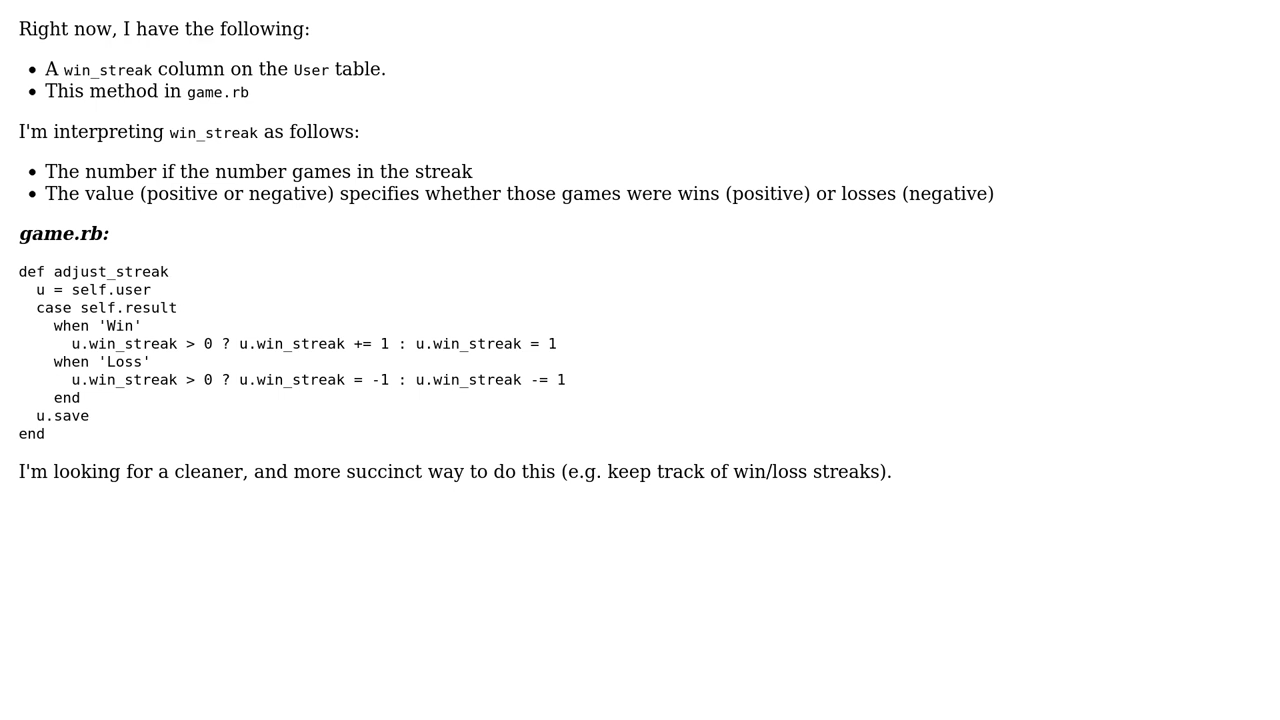 Right now, I have the following:
• A win_streak column on the User table.
• This method in game.rb
I'm interpreting win_streak as follows:
• The number if the number games in the streak
• The value (positive or negative) specifies whether those games were wins (positive) or losses (negative)
game.rb:
def adjust_streak
  u = self.user
  case self.result
    when 'Win'
      u.win_streak > 0 ? u.win_streak += 1 : u.win_streak = 1
    when 'Loss'
      u.win_streak > 0 ? u.win_streak = -1 : u.win_streak -= 1
    end
  u.save
end
I'm looking for a cleaner, and more succinct way to do this (e.g. keep track of win/loss streaks).